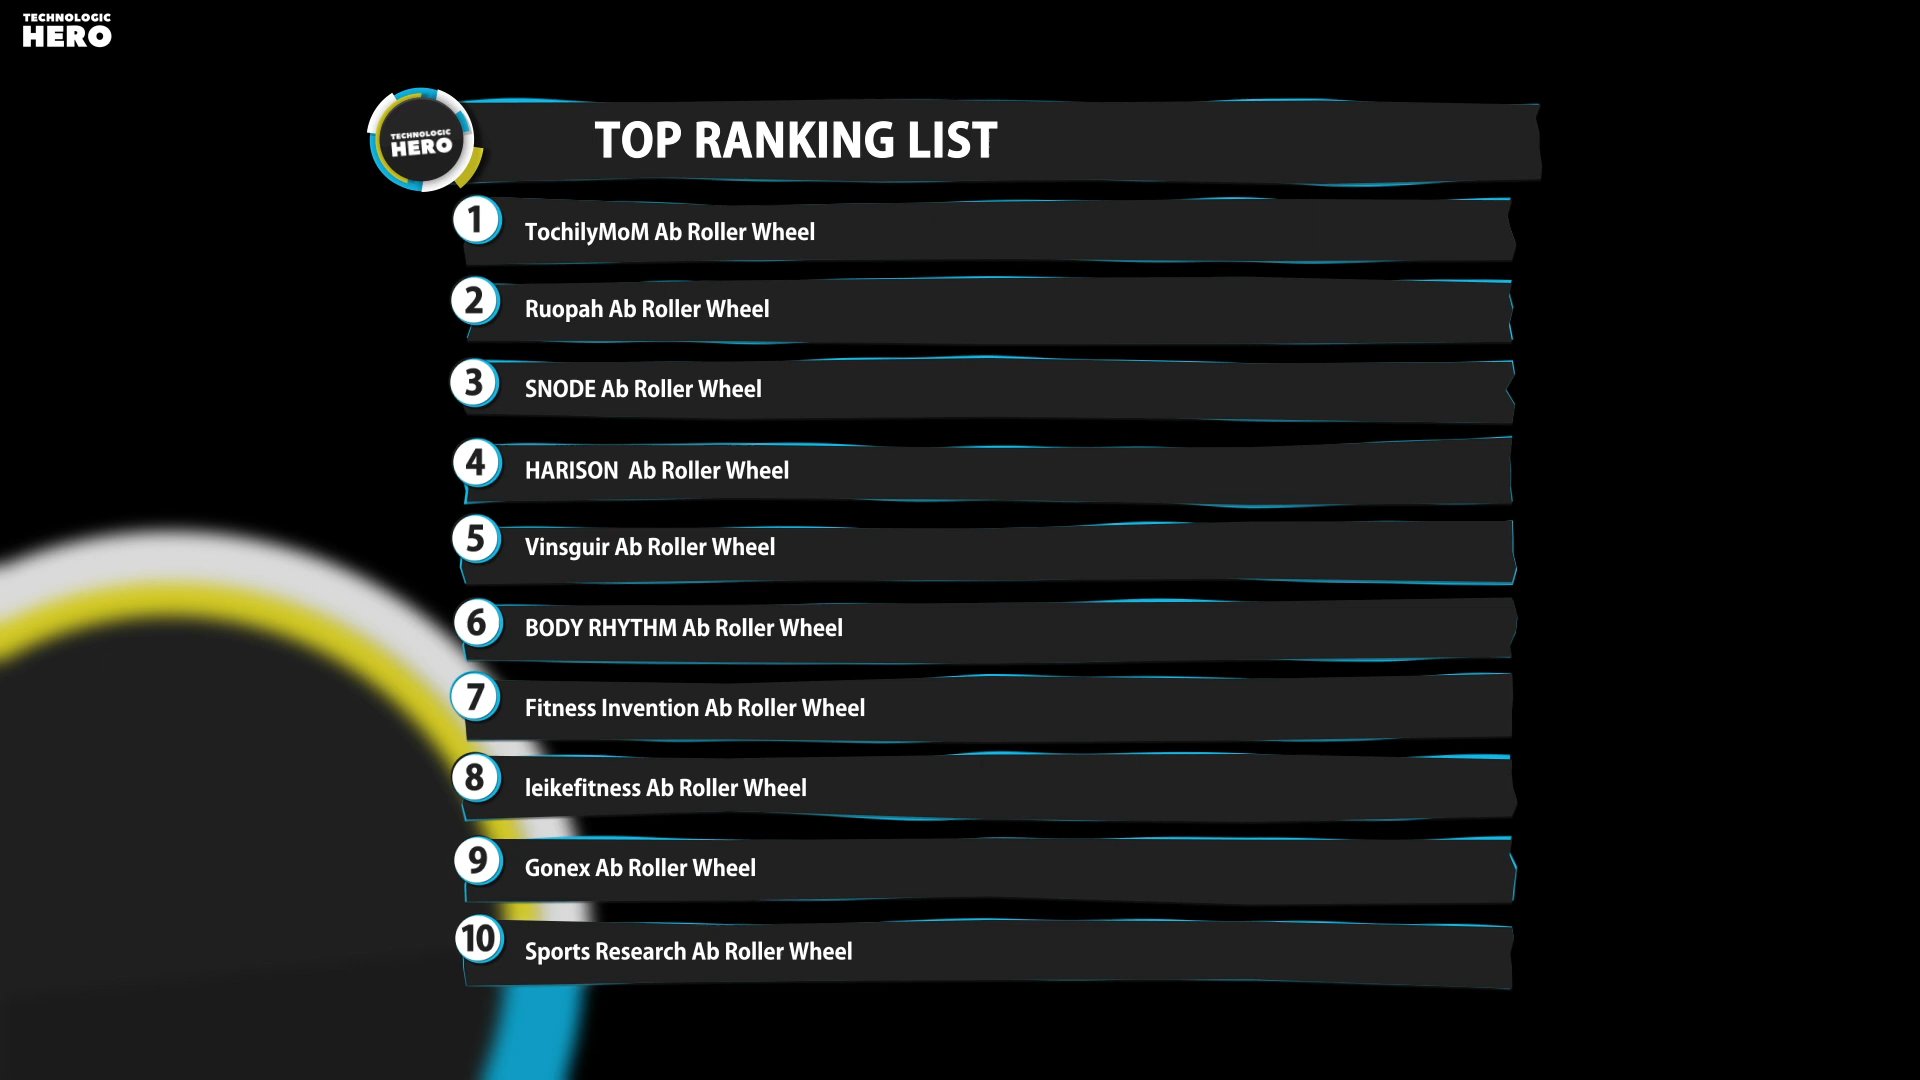 TECHNOLOGIC
HERO
TECHNOLOGIC
HERO
TOP RANKING LIST
1
TochilyMoM Ab Roller Wheel
2
Ruopah Ab Roller Wheel
3
SNODE Ab Roller Wheel
4
HARISON  Ab Roller Wheel
5
Vinsguir Ab Roller Wheel
6
BODY RHYTHM Ab Roller Wheel
7
Fitness Invention Ab Roller Wheel
8
leikefitness Ab Roller Wheel
9
Gonex Ab Roller Wheel
10
Sports Research Ab Roller Wheel